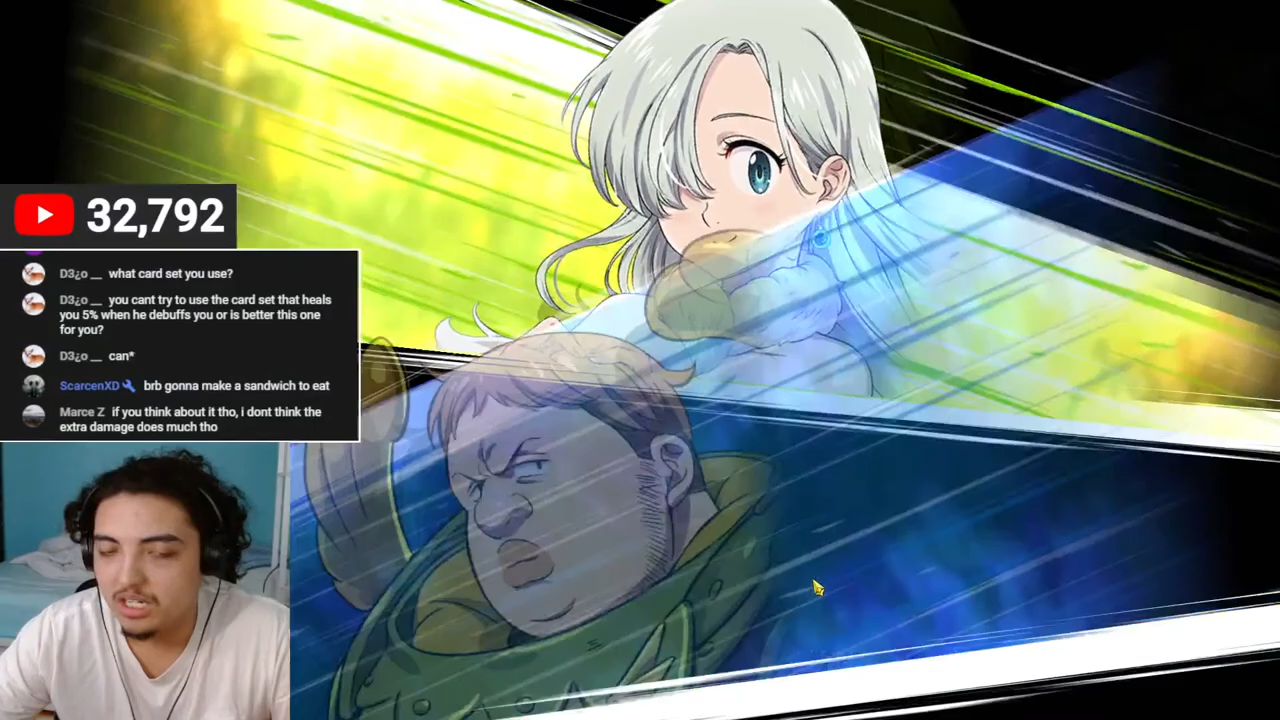 32,792
D3¿o __ what card set you use?
D3¿o __ you cant try to use the card set that heals
you 5% when he debuffs you or is better this one
for you?
D3¿o __ can*
ScarcenXD brb gonna make a sandwich to eat
Marce Z if you think about it tho, i dont think the
extra damage does much tho